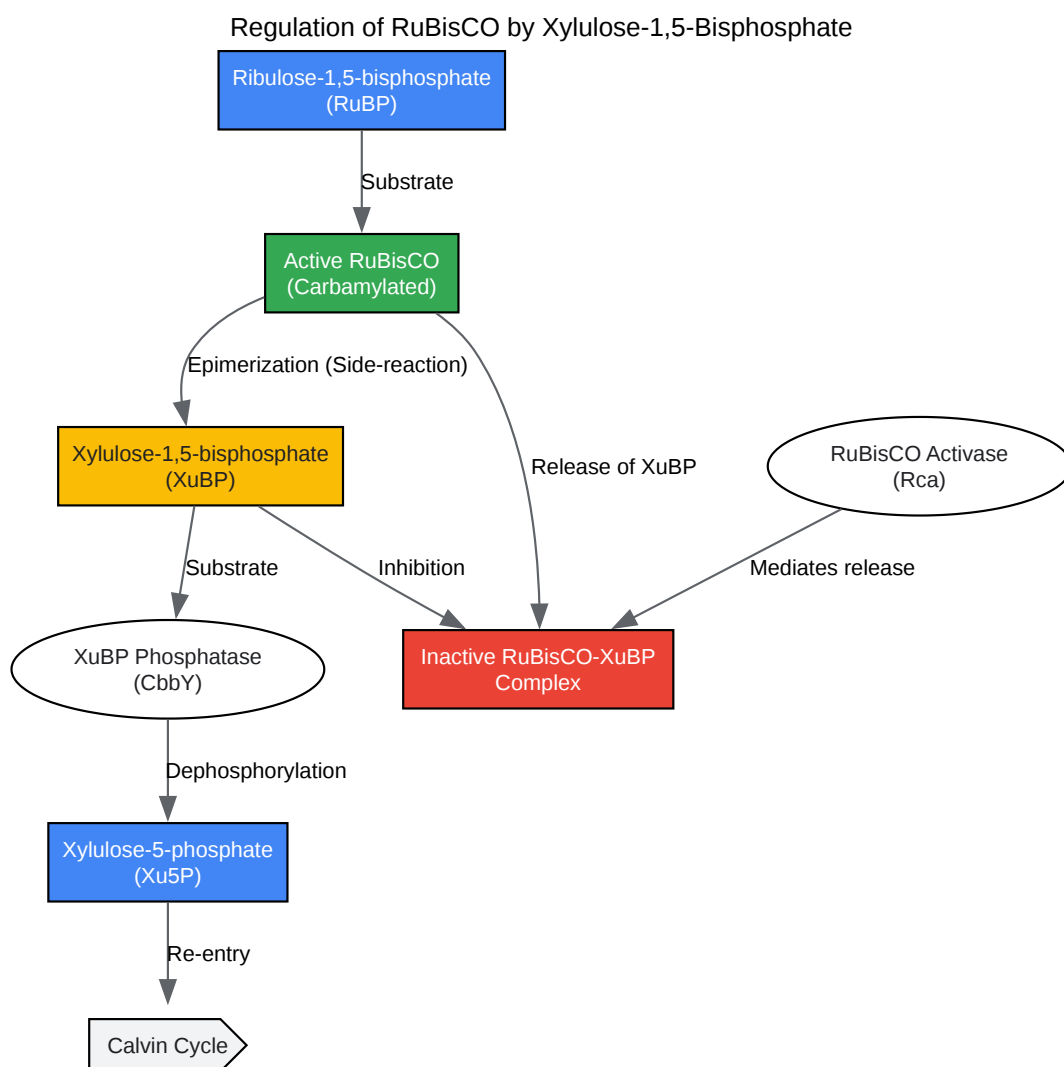 Regulation of RuBisCO by Xylulose-1,5-Bisphosphate
Ribulose-1,5-bisphosphate
(RuBP)
Substrate
Active RuBisCO
(Carbamylated)
Epimerization (Side-reaction)
Xylulose-1,5-bisphosphate
(XuBP)
Release of XuBP
RuBisCO Activase
(Rca)
Substrate
Inhibition
Mediates release
XuBP Phosphatase
(CbbY)
Inactive RuBisCO-XuBP
Complex
Dephosphorylation
Xylulose-5-phosphate
(Xu5P)
Re-entry
Calvin Cycle